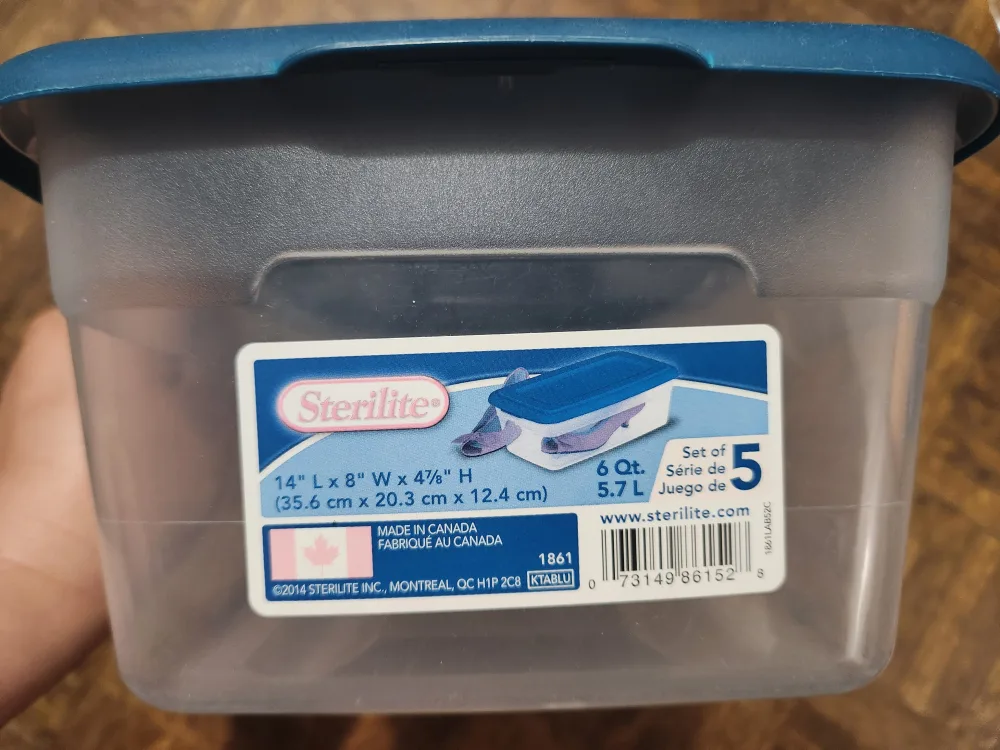 Sterilite®
14" L x 8" W x 4⅞" H
(35.6 cm x 20.3 cm x 12.4 cm)
6 Qt.
5.7 L
Set of
Série de
Juego de
5
MADE IN CANADA
FABRIQUÉ AU CANADA
1861
©2014 STERILITE INC., MONTREAL, QC H1P 2C8 KTABLU
www.sterilite.com
1861LAB52C
0 73149 86152 8